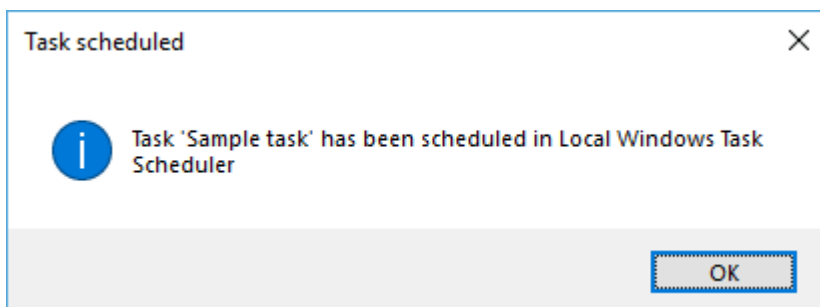 Task scheduled
Task 'Sample task' has been scheduled in Local Windows Task
Scheduler
OK